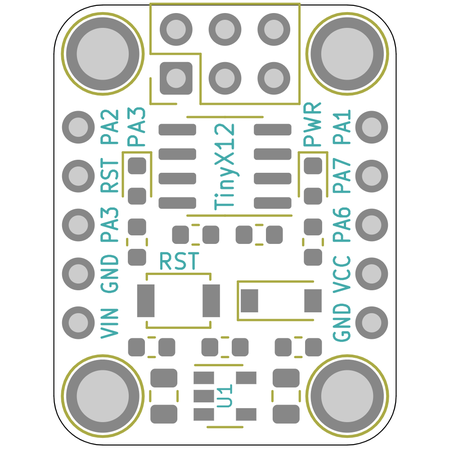 PA2
PA3
PWR
PA1
RST
TinyX12
PA7
PA3
PA6
GND
RST
VCC
VIN
GND
U1